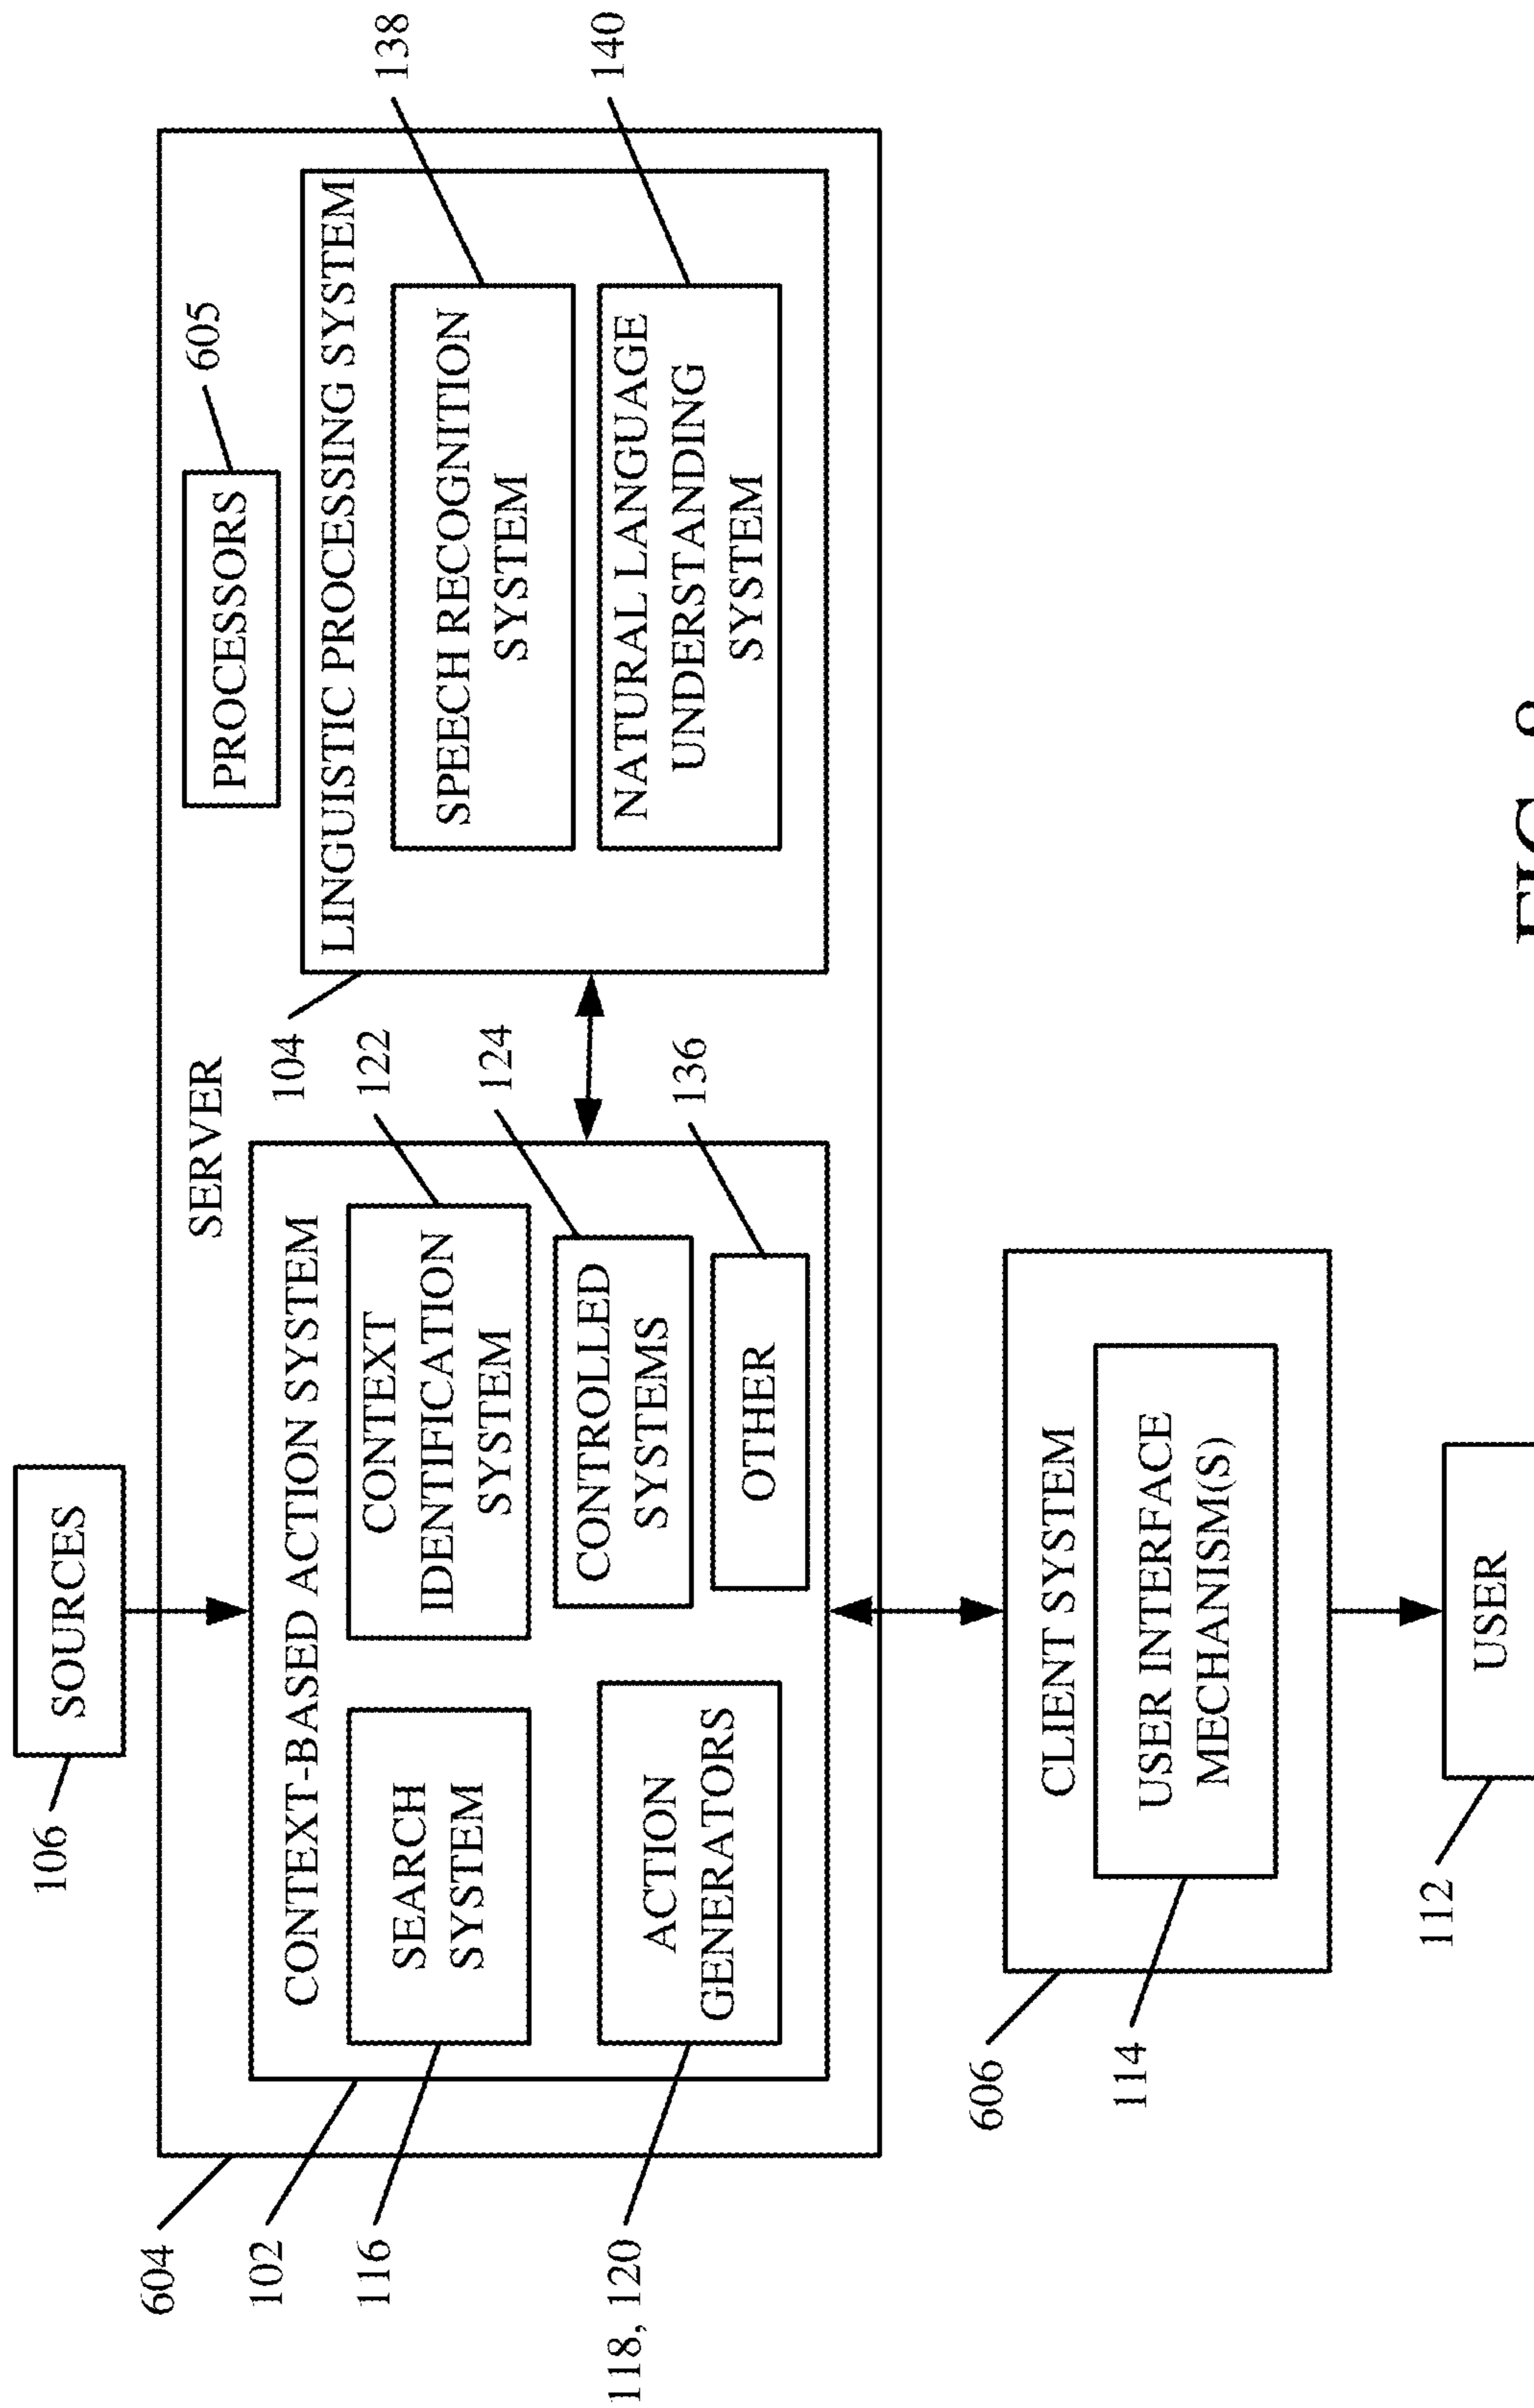 106
SOURCES
604
SERVER
PROCESSORS
605
102
CONTEXT-BASED ACTION SYSTEM
104
LINGUISTIC PROCESSING SYSTEM
116
SEARCH
SYSTEM
CONTEXT
IDENTIFICATION
SYSTEM
122
SPEECH RECOGNITION
SYSTEM
138
118, 120
ACTION
GENERATORS
CONTROLLED
SYSTEMS
124
NATURAL LANGUAGE
UNDERSTANDING
SYSTEM
140
OTHER
136
606
CLIENT SYSTEM
114
USER INTERFACE
MECHANISM(S)
112
USER
FIG.